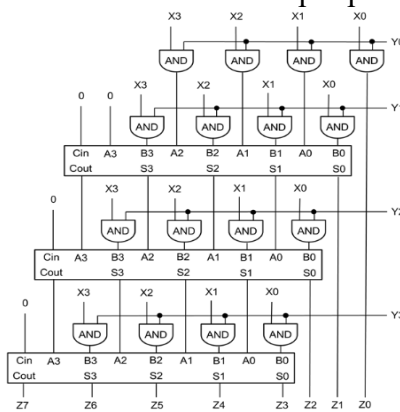 X3 X2 X1 X0
Y0
AND AND AND AND
X3 X2 X1 X0
0 0
Y1
AND AND AND AND
Cin A3 B3 A2 B2 A1 B1 A0 B0
Cout S3 S2 S1 S0
X3 X2 X1 X0
0
Y2
AND AND AND AND
Cin A3 B3 A2 B2 A1 B1 A0 B0
Cout S3 S2 S1 S0
X3 X2 X1 X0
0
Y3
AND AND AND AND
Cin A3 B3 A2 B2 A1 B1 A0 B0
Cout S3 S2 S1 S0
Z7 Z6 Z5 Z4 Z3 Z2 Z1 Z0